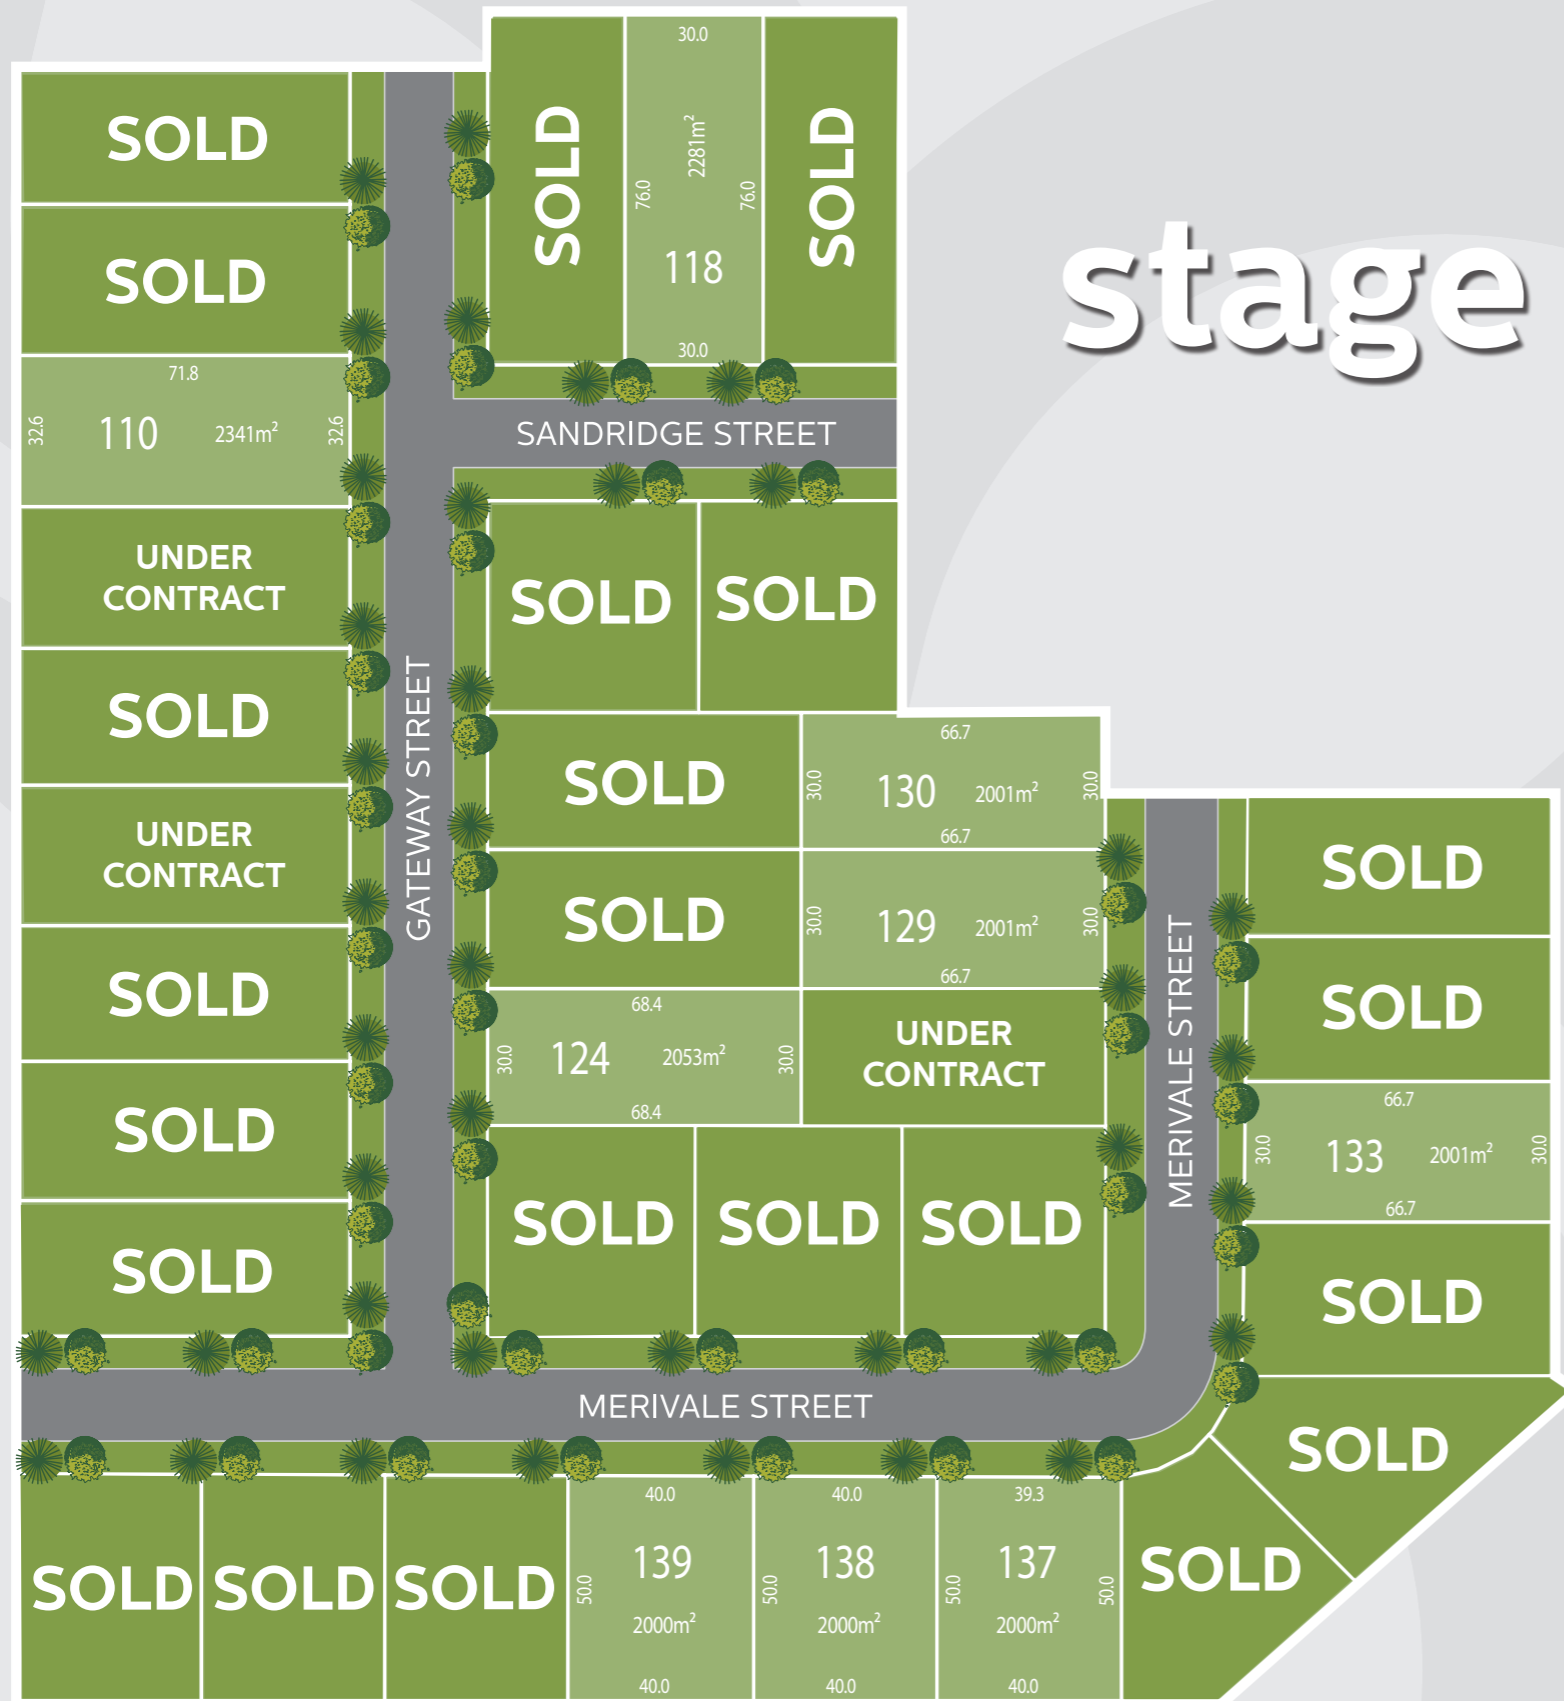 SOLD
30.0
2281m²
76.0
76.0
118
30.0
SOLD
stage
SOLD
SOLD
71.8
32.6
110
2341m²
32.6
SANDRIDGE STREET
UNDER
CONTRACT
SOLD
SOLD
SOLD
GATEWAY STREET
UNDER
CONTRACT
SOLD
SOLD
SOLD
SOLD
66.7
30.0
130
2001m²
30.0
66.7
SOLD
30.0
129
2001m²
30.0
66.7
68.4
30.0
124
2053m²
30.0
68.4
UNDER
CONTRACT
MERIVALE STREET
SOLD
SOLD
66.7
30.0
133
2001m²
30.0
66.7
SOLD
SOLD
SOLD
SOLD
MERIVALE STREET
SOLD
SOLD
SOLD
SOLD
SOLD
40.0
139
50.0
2000m²
40.0
40.0
138
50.0
2000m²
40.0
39.3
137
50.0
50.0
2000m²
40.0
SOLD